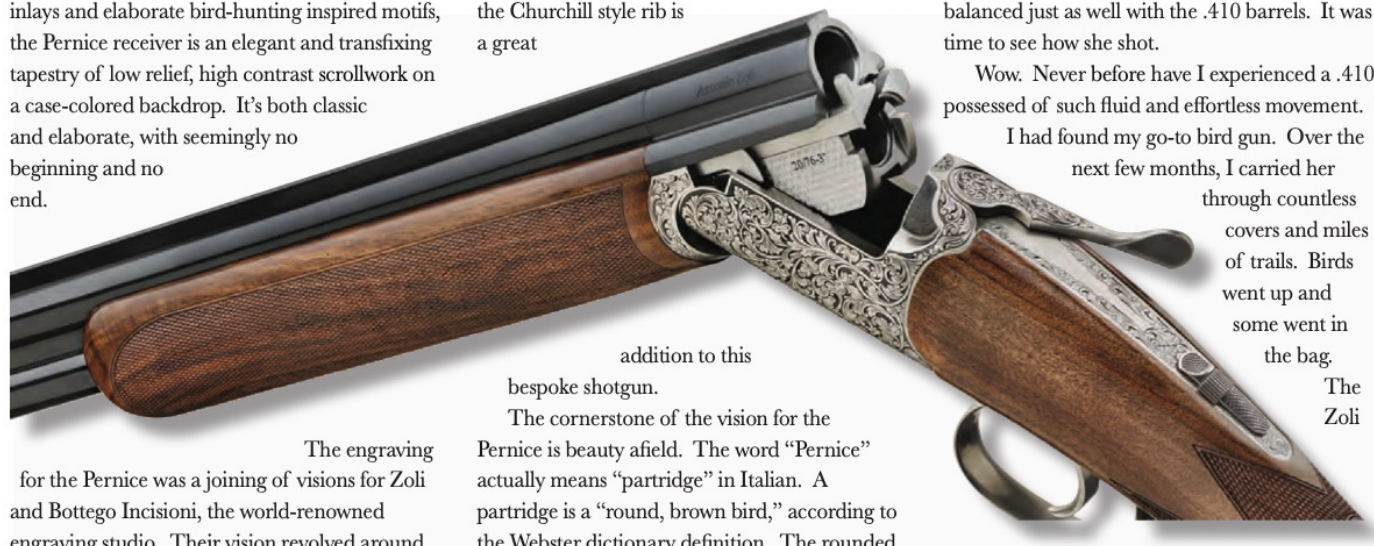 inlays and elaborate bird-hunting inspired motifs,
the Pernice receiver is an elegant and transfixing
tapestry of low relief, high contrast scrollwork on
a case-colored backdrop. It’s both classic
and elaborate, with seemingly no
beginning and no
end.
The engraving
for the Pernice was a joining of visions for Zoli
and Bottego Incisioni, the world-renowned
engraving studio. Their vision revolved around
the Churchill style rib is
a great
addition to this
bespoke shotgun.
The cornerstone of the vision for the
Pernice is beauty afield. The word “Pernice”
actually means “partridge” in Italian. A
partridge is a “round, brown bird,” according to
the Webster dictionary definition. The rounded
balanced just as well with the .410 barrels. It was
time to see how she shot.
Wow. Never before have I experienced a .410
possessed of such fluid and effortless movement.
I had found my go-to bird gun. Over the
next few months, I carried her
through countless
covers and miles
of trails. Birds
went up and
some went in
the bag.
The
Zoli
Antonio Zoli
20/76-3"